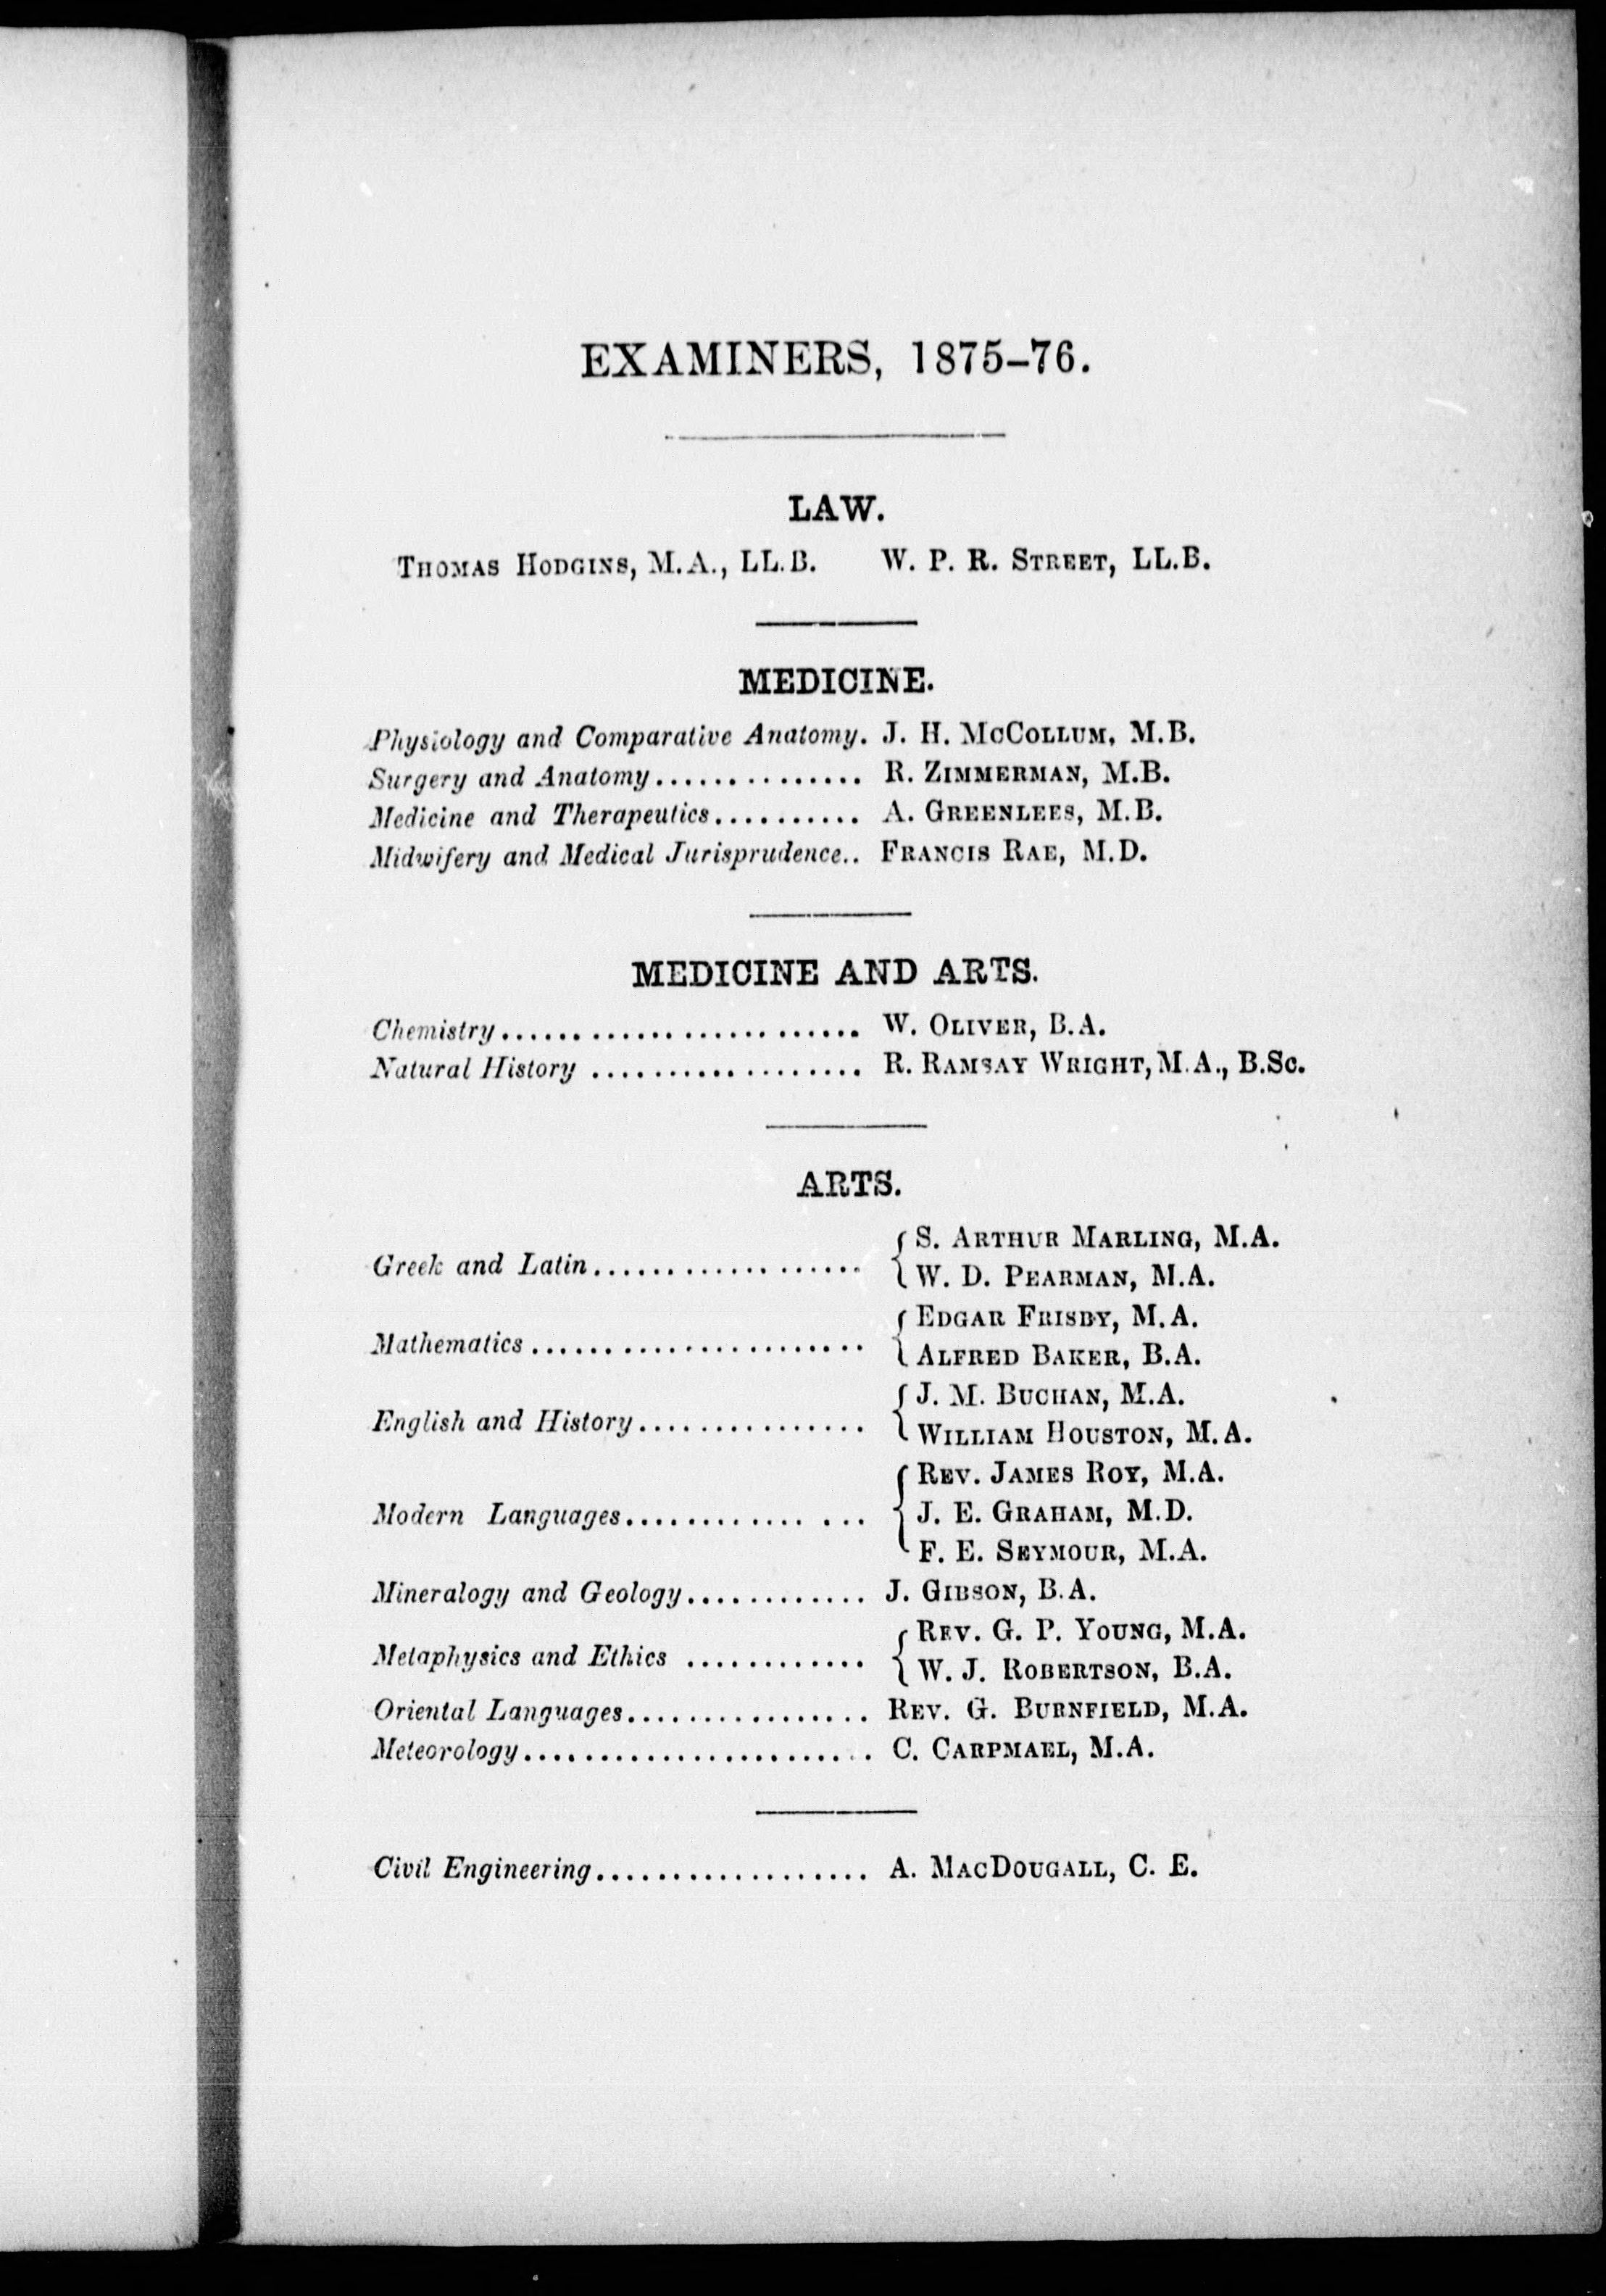 EXAMINERS, 1875–76.
LAW.
THOMAS HODGINS, M.A., LL.B. W. P. R. STREET, LL.B.
MEDICINE.
Physiology and Comparative Anatomy. J. H. MCCOLLUM, M.B.
Surgery and Anatomy............... R. ZIMMERMAN, M.B.
Medicine and Therapeutics.......... A. GREENLEES, M.B.
Midwifery and Medical Jurisprudence.. FRANCIS RAE, M.D.
MEDICINE AND ARTS.
Chemistry........................ W. OLIVER, B.A.
Natural History .................. R. RAMSAY WRIGHT, M.A., B.SC.
ARTS.
S. ARTHUR MARLING, M.A.
Greek and Latin..................
W. D. PEARMAN, M.A.
EDGAR FRISBY, M.A.
Mathematics......................
ALFRED BAKER, B.A.
J. M. BUCHAN, M.A.
English and History...............
WILLIAM HOUSTON, M.A.
REV. JAMES ROY, M.A.
Modern Languages............ ... J. E. GRAHAM, M.D.
F. E. SEYMOUR, M.A.
Mineralogy and Geology............ J. GIBSON, B.A.
REV. G. P. YOUNG, M.A.
Metaphysics and Ethics ............
W. J. ROBERTSON, B.A.
Oriental Languages................ REV. G. BURNFIELD, M.A.
Meteorology....................... C. CARPMAEL, M.A.
Civil Engineering.................. A. MACDOUGALL, C. E.